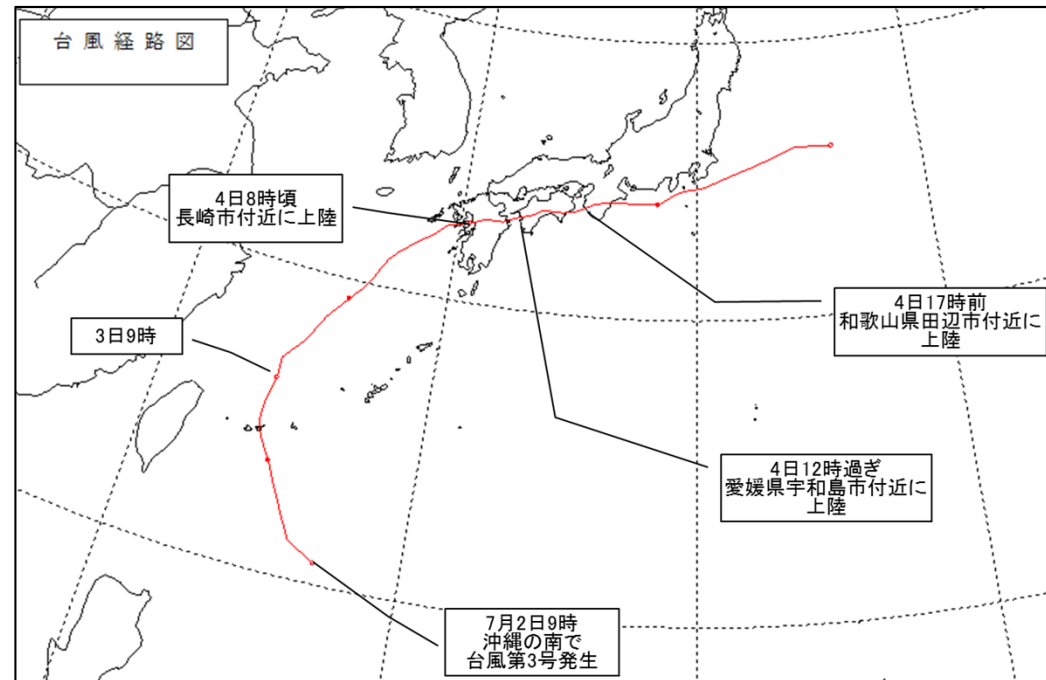 台風経路図
4日8時頃
長崎市付近に上陸
3日9時
4日17時前
和歌山県田辺市付近に
上陸
4日12時過ぎ
愛媛県宇和島市付近に
上陸
7月2日9時
沖縄の南で
台風第3号発生